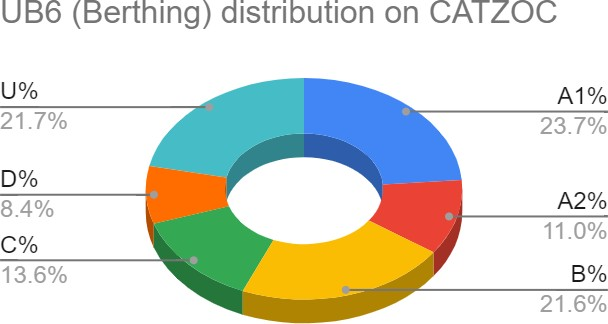 UB6 (Berthing) distribution on CATZOC
U%
21.7%
D%
8.4%
C%
13.6%
A1%
23.7%
A2%
11.0%
B%
21.6%